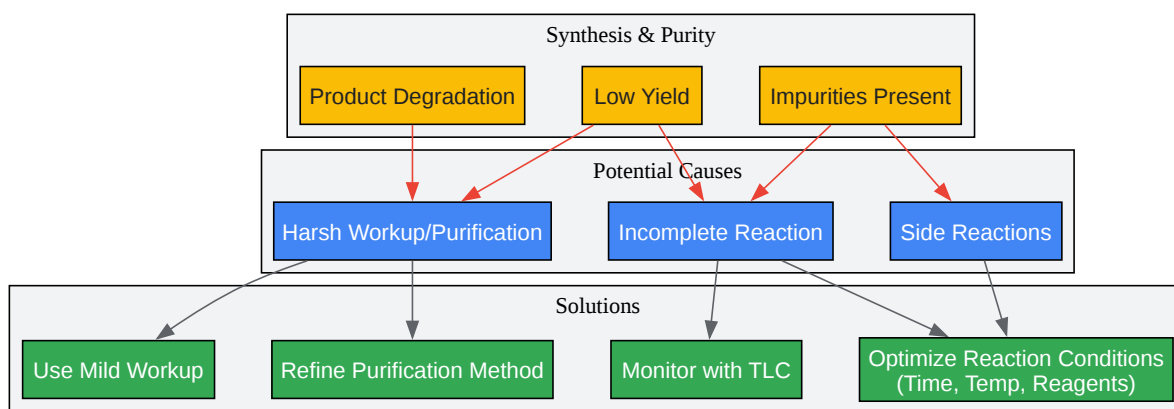 Synthesis & Purity
Product Degradation
Low Yield
Impurities Present
Potential Causes
Harsh Workup/Purification
Incomplete Reaction
Side Reactions
Solutions
Use Mild Workup
Refine Purification Method
Monitor with TLC
Optimize Reaction Conditions
(Time, Temp, Reagents)